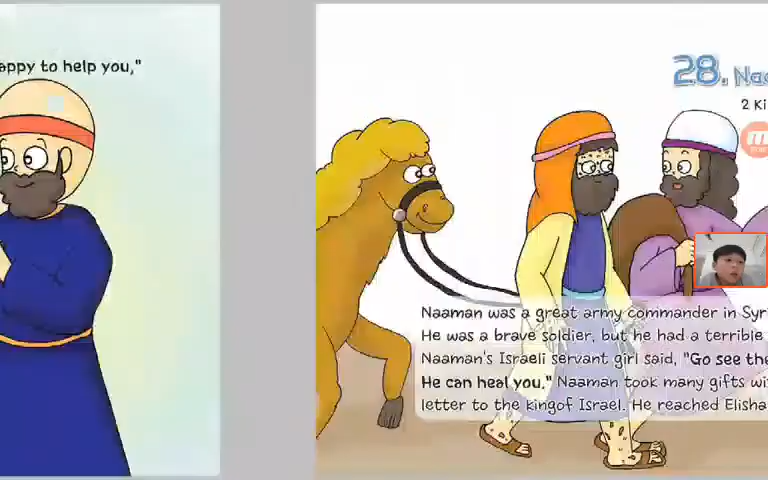 appy to help you,"
28. Naa
2 Ki
Naaman was a great army commander in Syr
He was a brave soldier, but he had a terrible
Naaman's Israeli servant girl said, "Go see the
He can heal you." Naaman took many gifts wi
letter to the kingof Israel. He reached Elisha